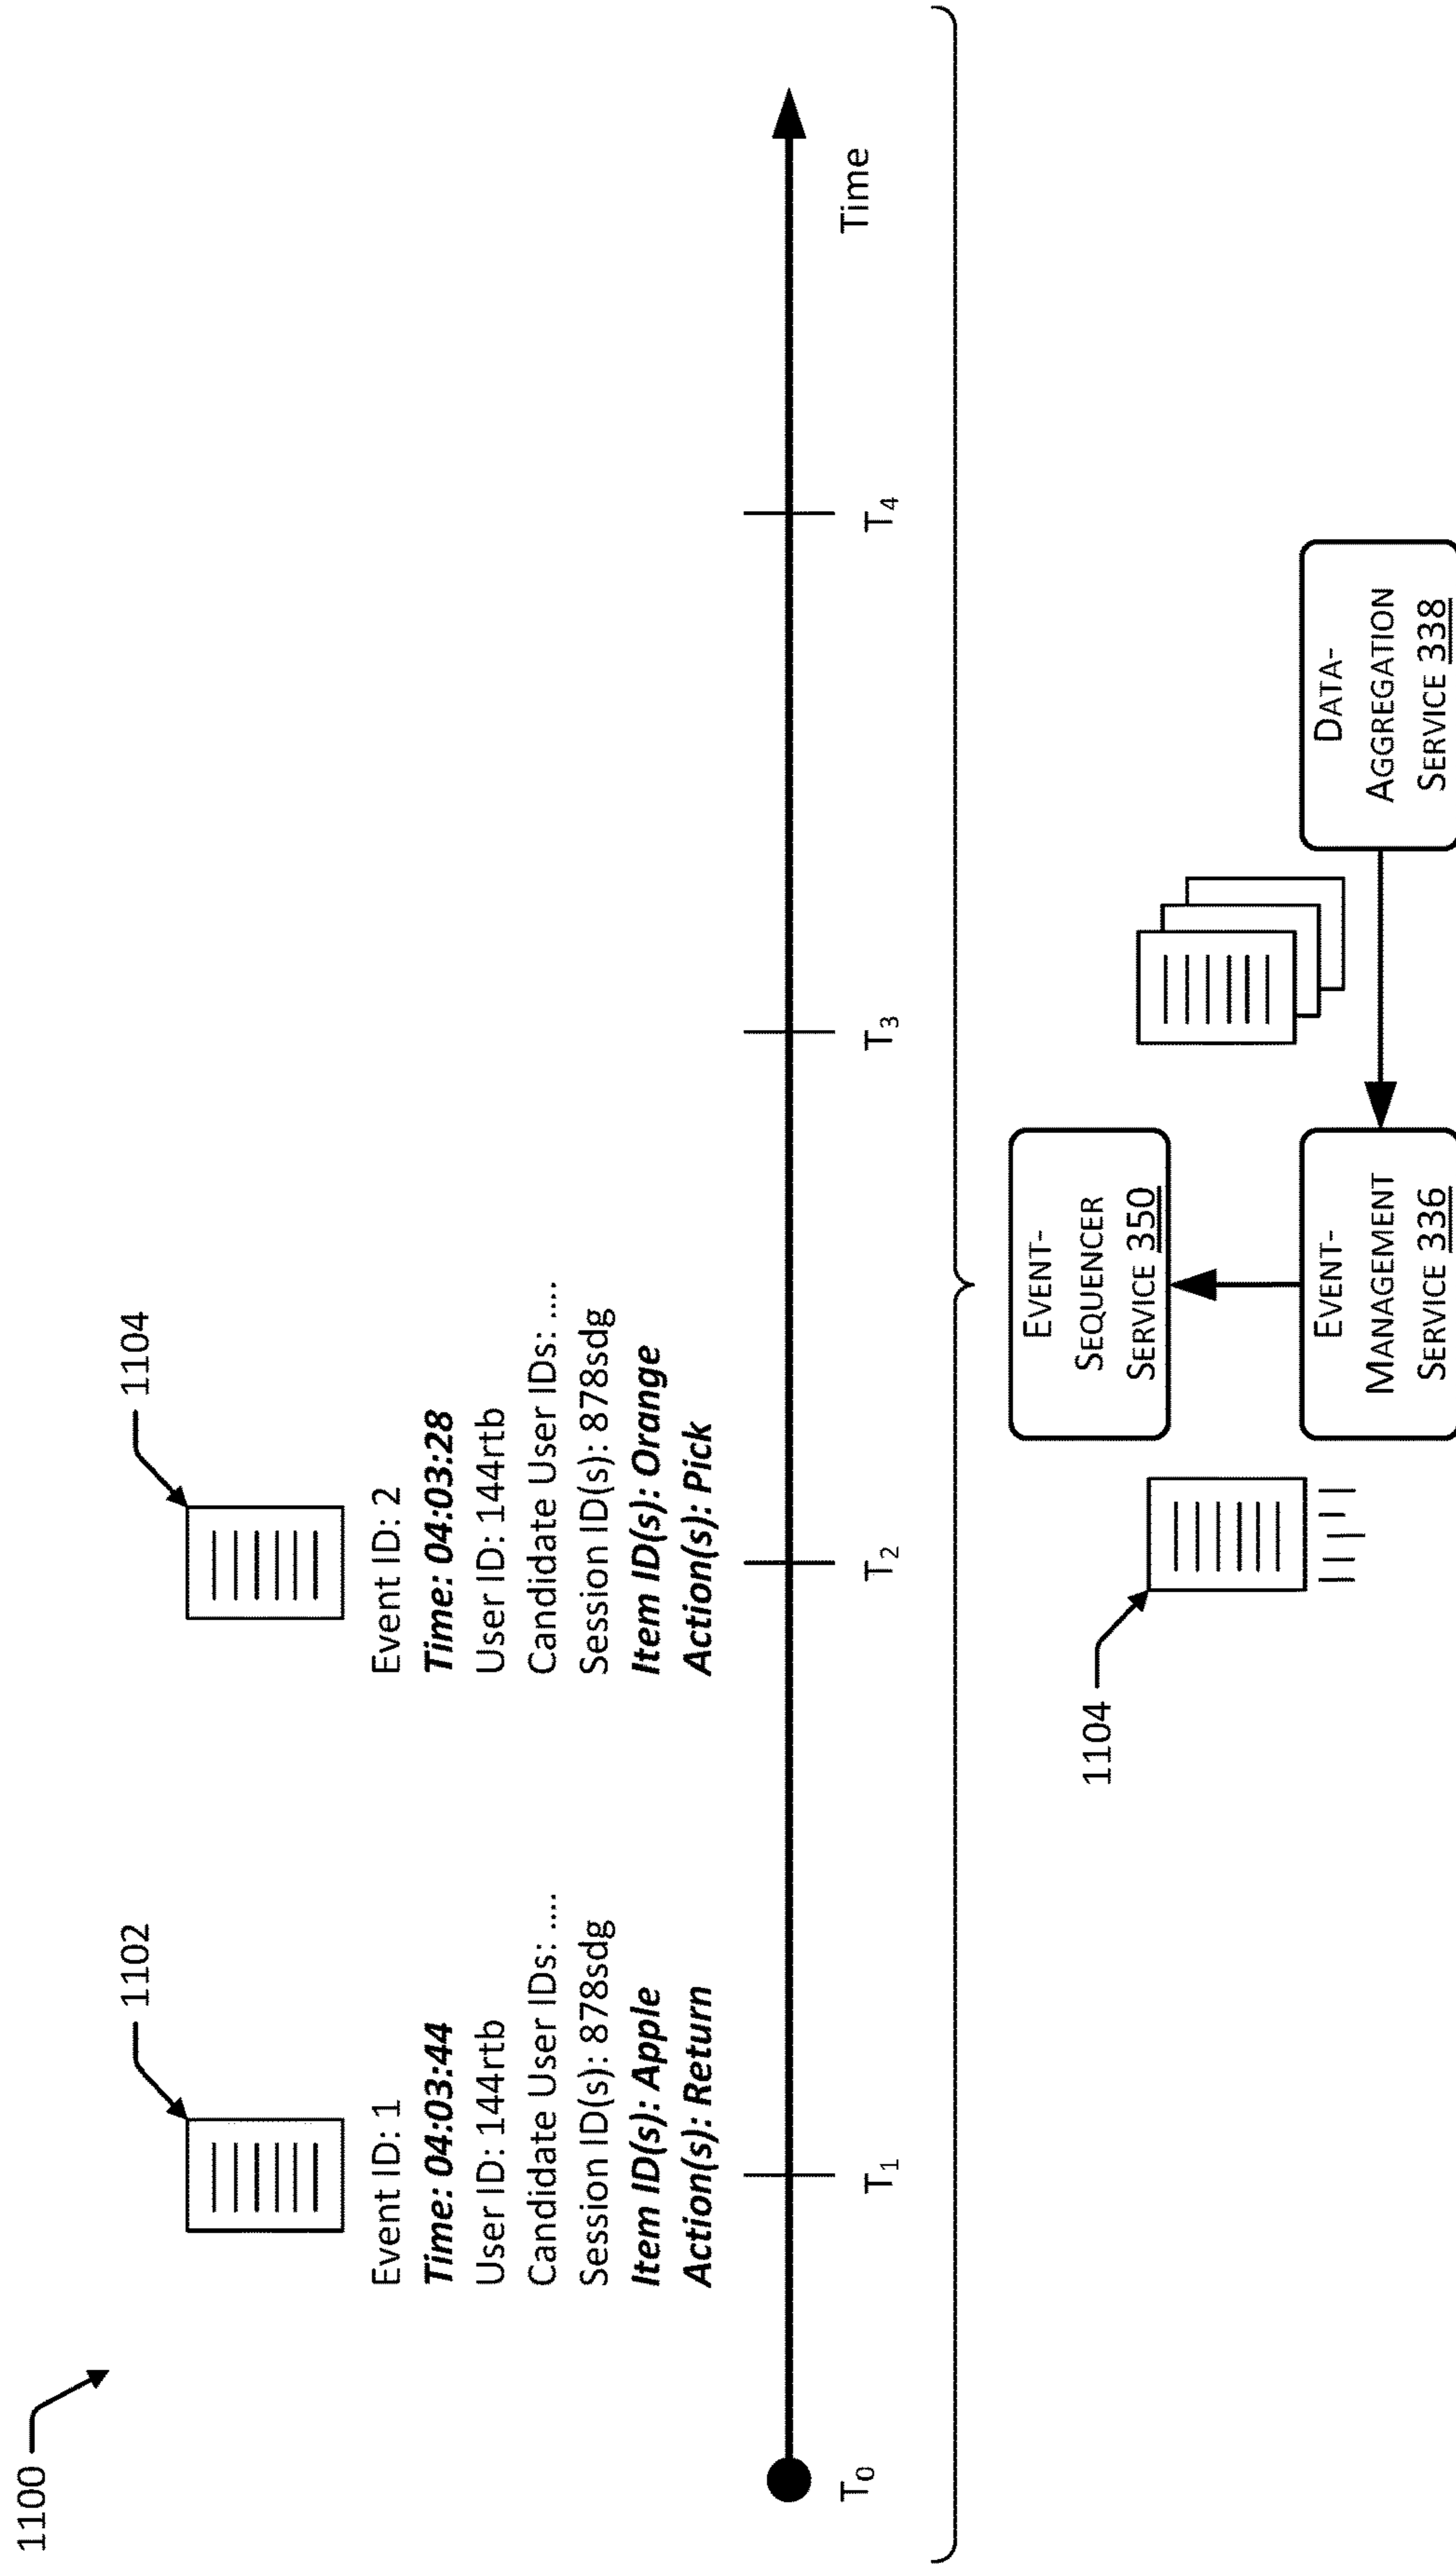 1100
1102
Event ID: 1
Time: 04:03:44
User ID: 144rtb
Candidate User IDs: ....
Session ID(s): 878sdg
Item ID(s): Apple
Action(s): Return
1104
Event ID: 2
Time: 04:03:28
User ID: 144rtb
Candidate User IDs: ....
Session ID(s): 878sdg
Item ID(s): Orange
Action(s): Pick
T0
T1
T2
T3
T4
Time
1104
EVENT-
SEQUENCER
SERVICE 350
EVENT-
MANAGEMENT
SERVICE 336
DATA-
AGGREGATION
SERVICE 338